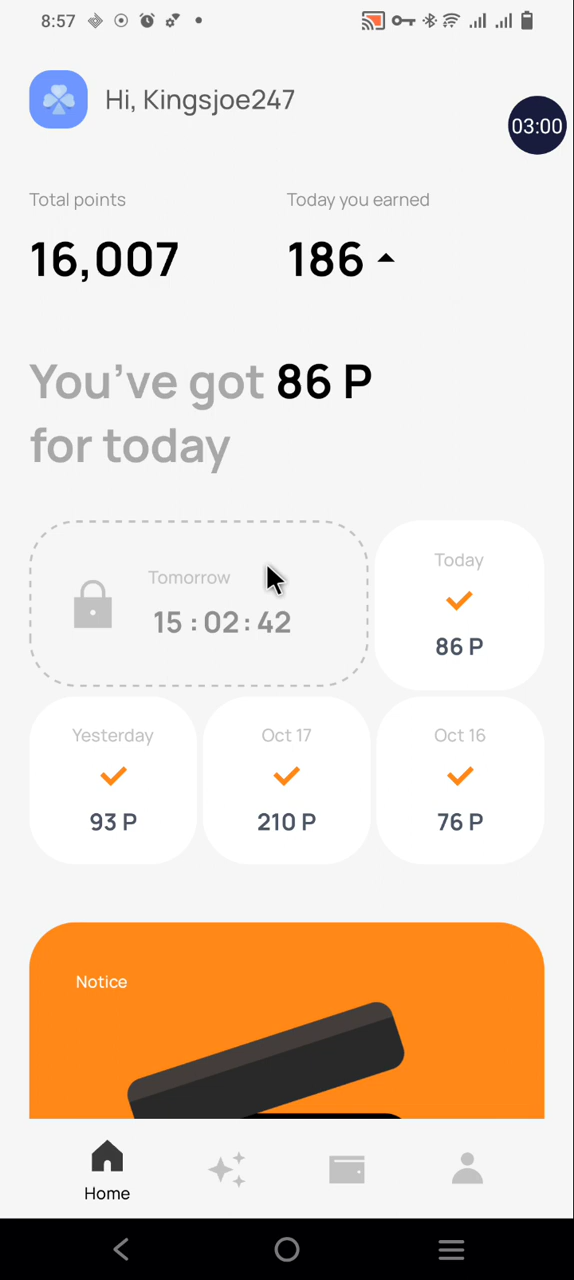 8:57
Hi, Kingsjoe247
03:00
Total points
Today you earned
16,007
186
You've got 86 P
for today
Tomorrow
15 : 02 : 42
Today
86 P
Yesterday
93 P
Oct 17
210 P
Oct 16
76 P
Notice
Home